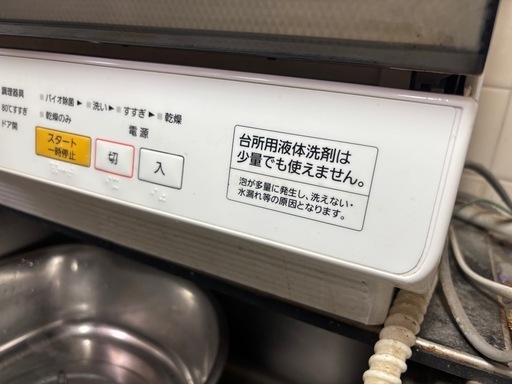 調理器具
80℃すすぎ
ドア開
バイオ除菌▶洗い▶すすぎ▶乾燥
乾燥のみ
電源
スタート
一時停止
切
入
台所用液体洗剤は
少量でも使えません。
泡が多量に発生し、洗えない・
水漏れ等の原因となります。